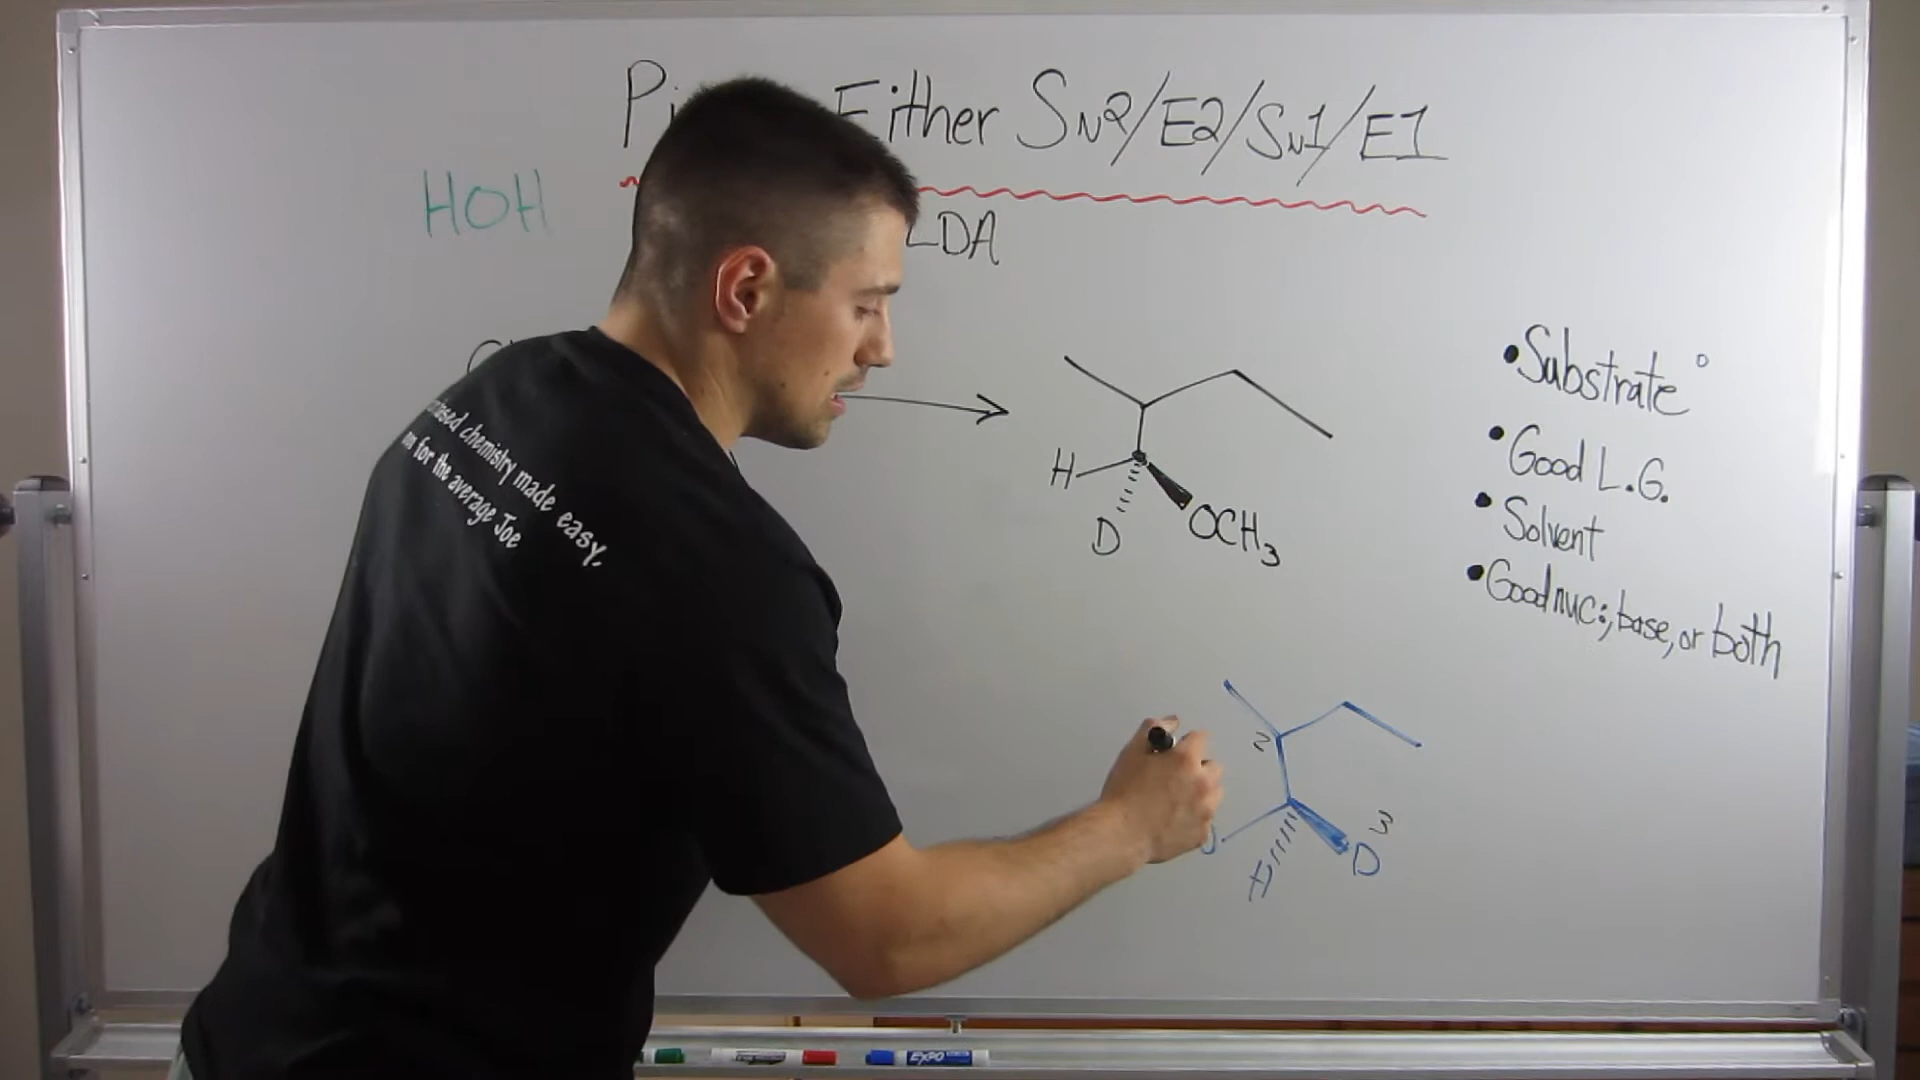 Either SN2/E2/SN1/E1
HOH
LDA
chemistry made easy.
for the average Joe
H
D
OCH3
• Substrate °
• Good L.G.
• Solvent
• Good nuc:, base, or both
2
3
D
H
EXPO